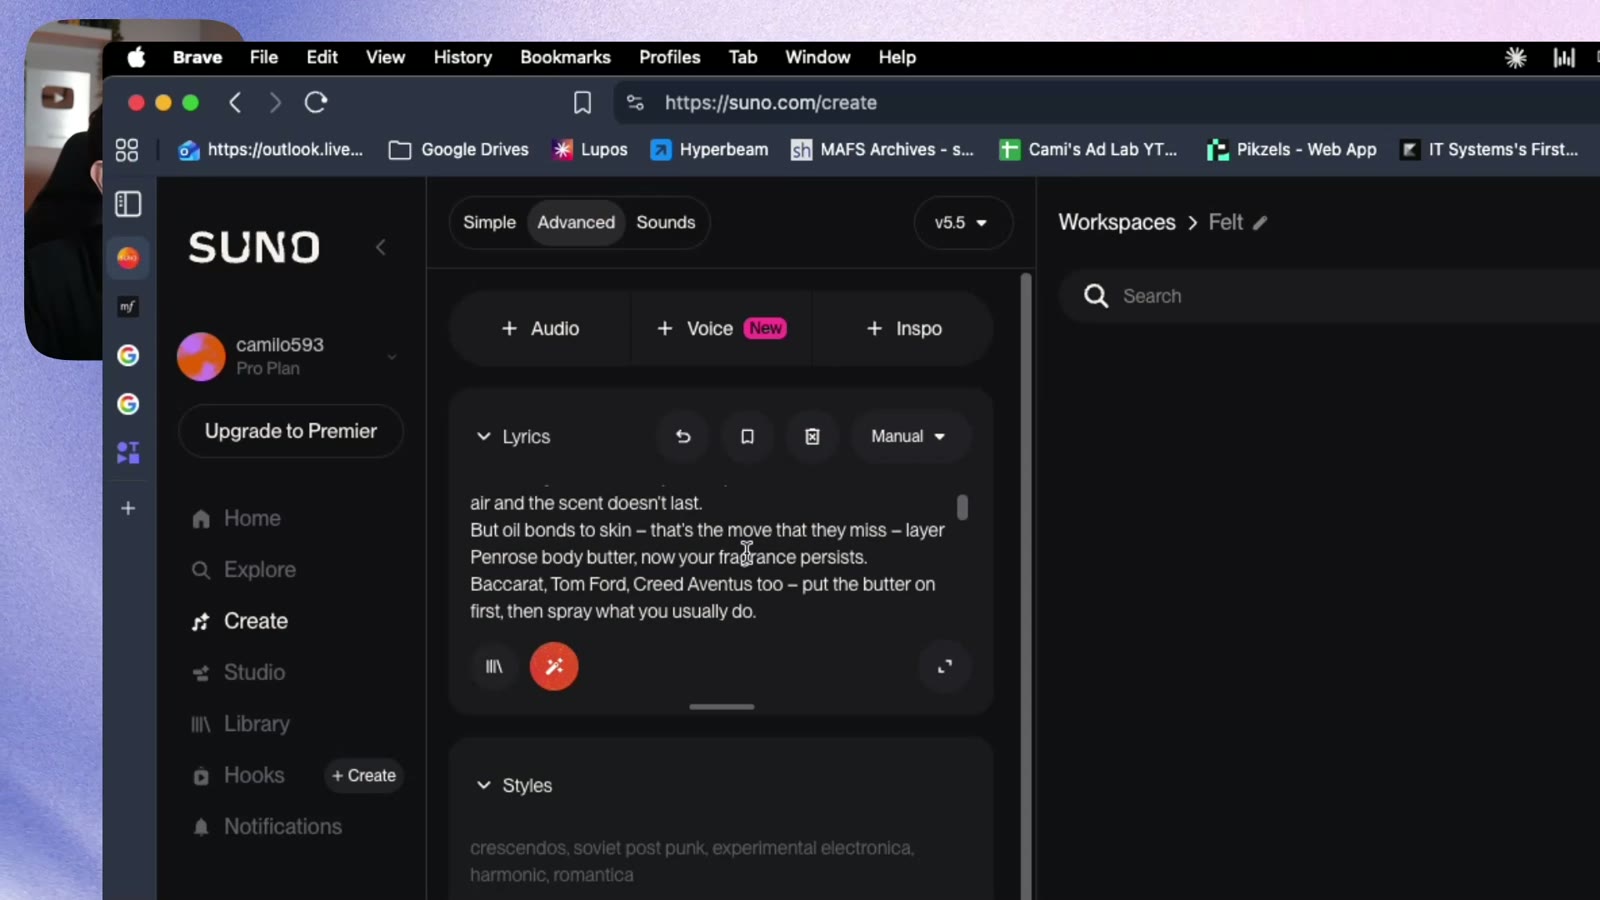 Brave File Edit View History Bookmarks Profiles Tab Window Help
https://suno.com/create
https://outlook.live... Google Drives Lupos Hyperbeam sh MAFS Archives - s... Cami's Ad Lab YT... Pikzels - Web App IT Systems's First...
SUNO
camilo593
Pro Plan
Upgrade to Premier
Home
Explore
Create
Studio
Library
Hooks + Create
Notifications
Simple Advanced Sounds v5.5
+ Audio + Voice New + Inspo
Lyrics Manual
air and the scent doesn't last.
But oil bonds to skin – that's the move that they miss – layer
Penrose body butter, now your fragrance persists.
Baccarat, Tom Ford, Creed Aventus too – put the butter on
first, then spray what you usually do.
Styles
crescendos, soviet post punk, experimental electronica,
harmonic, romantica
Workspaces > Felt
Search
mf